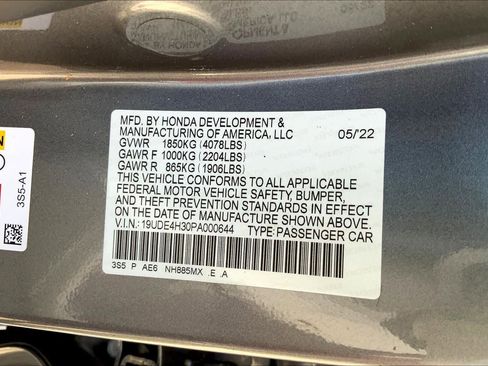 MFD. BY HONDA DEVELOPMENT &
MANUFACTURING OF AMERICA, LLC 05/22
GVWR 1850KG (4078LBS)
GAWR F 1000KG (2204LBS)
GAWR R 865KG (1906LBS)
THIS VEHICLE CONFORMS TO ALL APPLICABLE
FEDERAL MOTOR VEHICLE SAFETY, BUMPER,
AND THEFT PREVENTION STANDARDS IN EFFECT
ON THE DATE OF MANUFACTURE SHOWN ABOVE.
V.I.N.: 19UDE4H30PA000644 TYPE: PASSENGER CAR
3S5 P AE6 NH885MX E A
3S5-A1